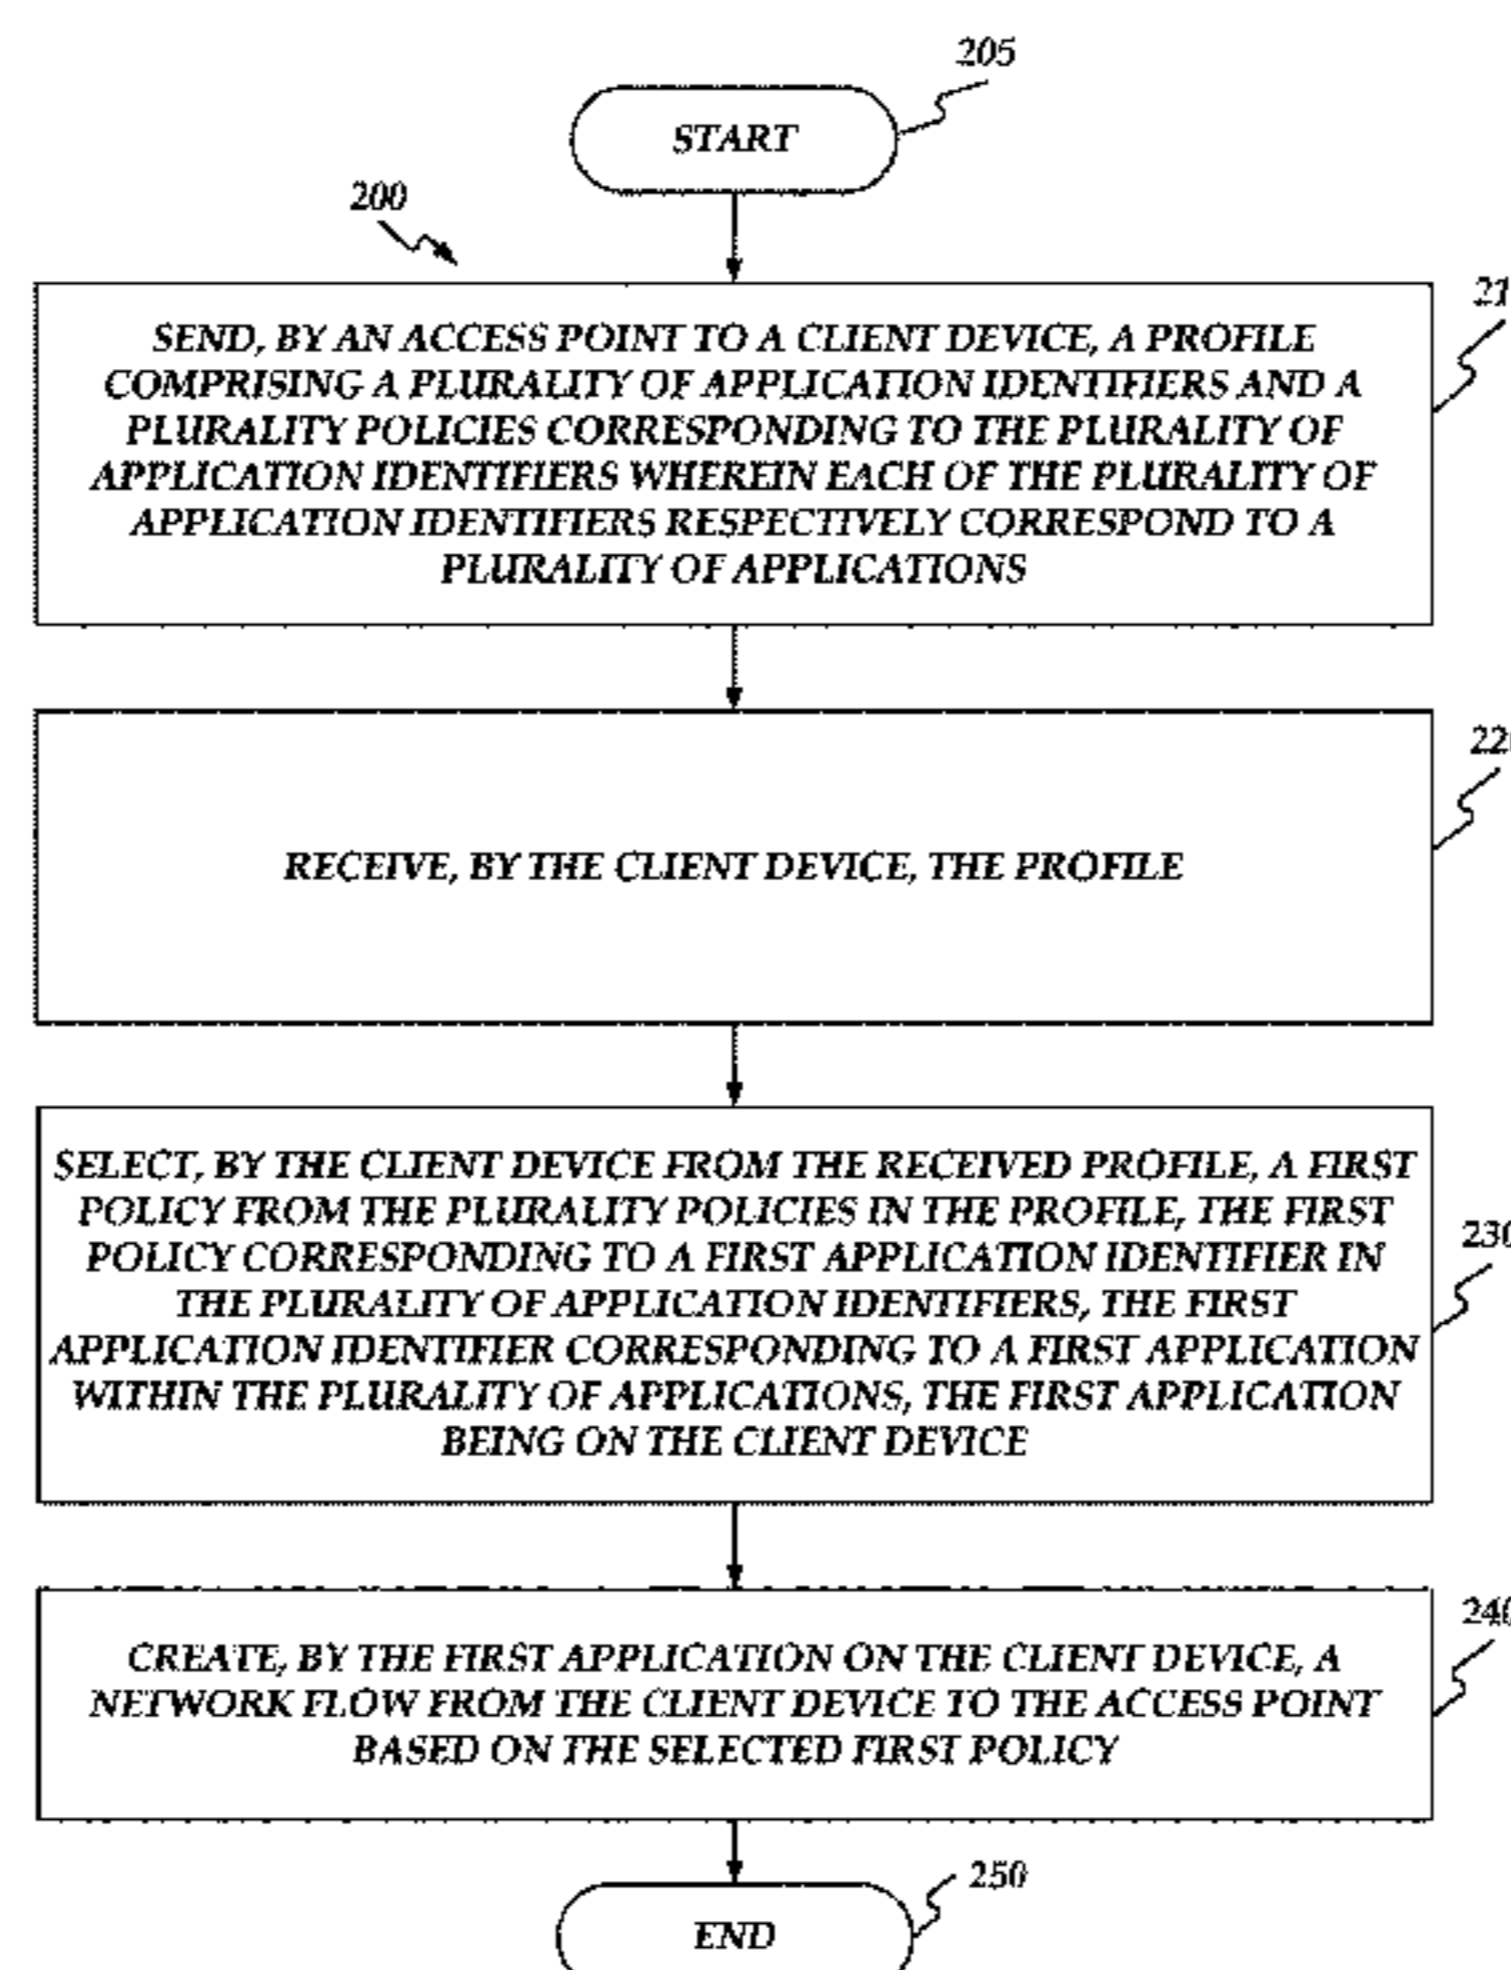 205
START
200
21
SEND, BY AN ACCESS POINT TO A CLIENT DEVICE, A PROFILE
COMPRISING A PLURALITY OF APPLICATION IDENTIFIERS AND A
PLURALITY POLICIES CORRESPONDING TO THE PLURALITY OF
APPLICATION IDENTIFIERS WHEREIN EACH OF THE PLURALITY OF
APPLICATION IDENTIFIERS RESPECTIVELY CORRESPOND TO A
PLURALITY OF APPLICATIONS
220
RECEIVE, BY THE CLIENT DEVICE, THE PROFILE
SELECT, BY THE CLIENT DEVICE FROM THE RECEIVED PROFILE, A FIRST
POLICY FROM THE PLURALITY POLICIES IN THE PROFILE, THE FIRST
POLICY CORRESPONDING TO A FIRST APPLICATION IDENTIFIER IN
230
THE PLURALITY OF APPLICATION IDENTIFIERS, THE FIRST
APPLICATION IDENTIFIER CORRESPONDING TO A FIRST APPLICATION
WITHIN THE PLURALITY OF APPLICATIONS, THE FIRST APPLICATION
BEING ON THE CLIENT DEVICE
240
CREATE, BY THE FIRST APPLICATION ON THE CLIENT DEVICE, A
NETWORK FLOW FROM THE CLIENT DEVICE TO THE ACCESS POINT
BASED ON THE SELECTED FIRST POLICY
250
END